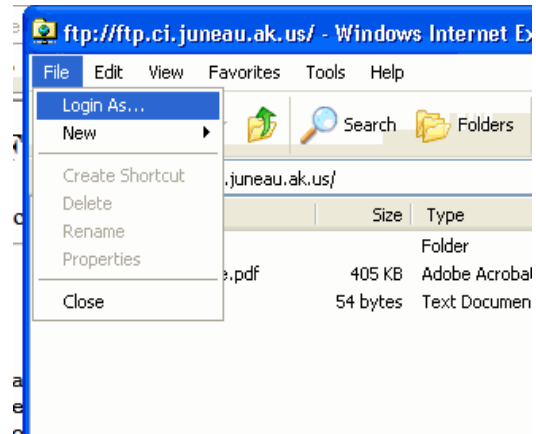 ftp://ftp.ci.juneau.ak.us/ - Windows Internet Ex
File Edit View Favorites Tools Help
Login As...
New
Search Folders
Create Shortcut
.juneau.ak.us/
Delete
Size Type
Rename
Folder
Properties
e.pdf 405 KB Adobe Acrobat
Close
54 bytes Text Documen